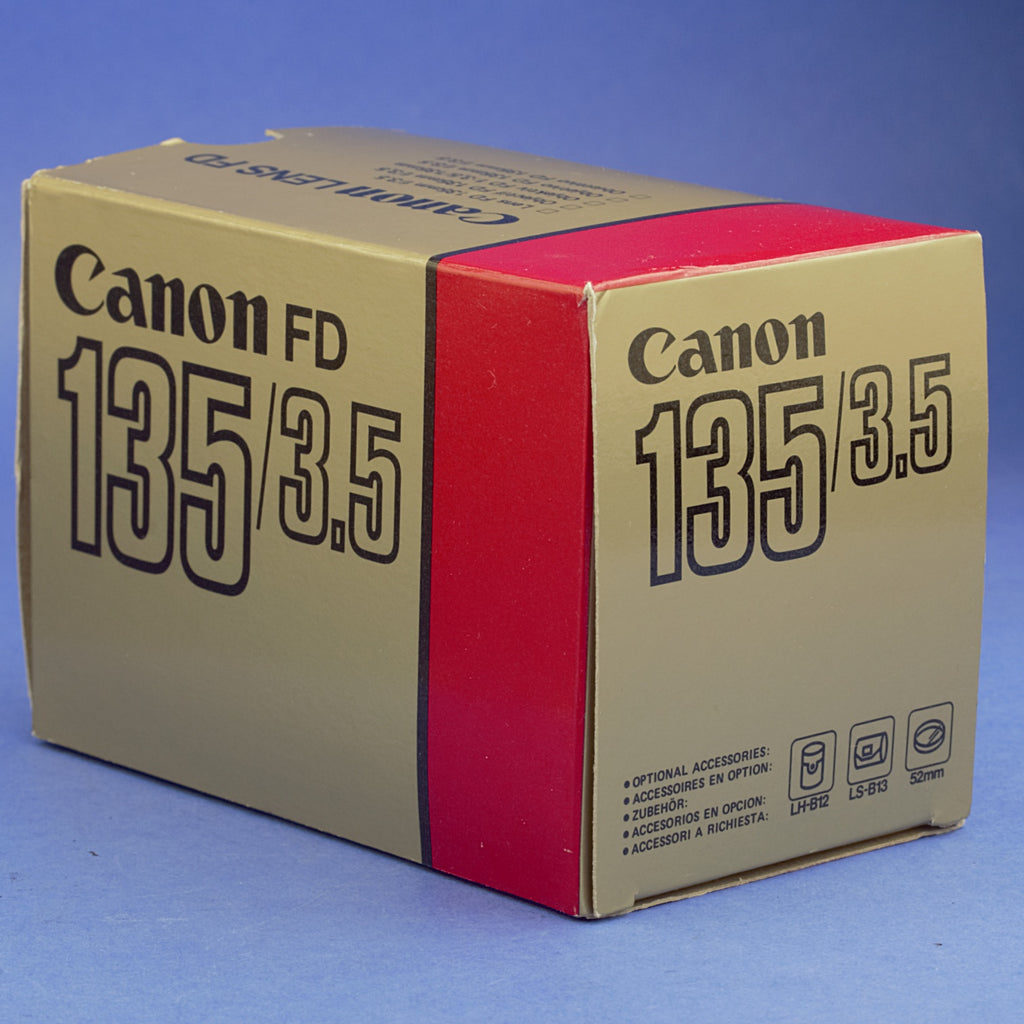 Canon LENS FD
Canon FD
135/3.5
Canon
135/3.5
• OPTIONAL ACCESSORIES:
• ACCESSOIRES EN OPTION:
• ZUBEHÖR:
• ACCESORIOS EN OPCION:
• ACCESSORI A RICHIESTA:
LH-B12
LS-B13
52mm